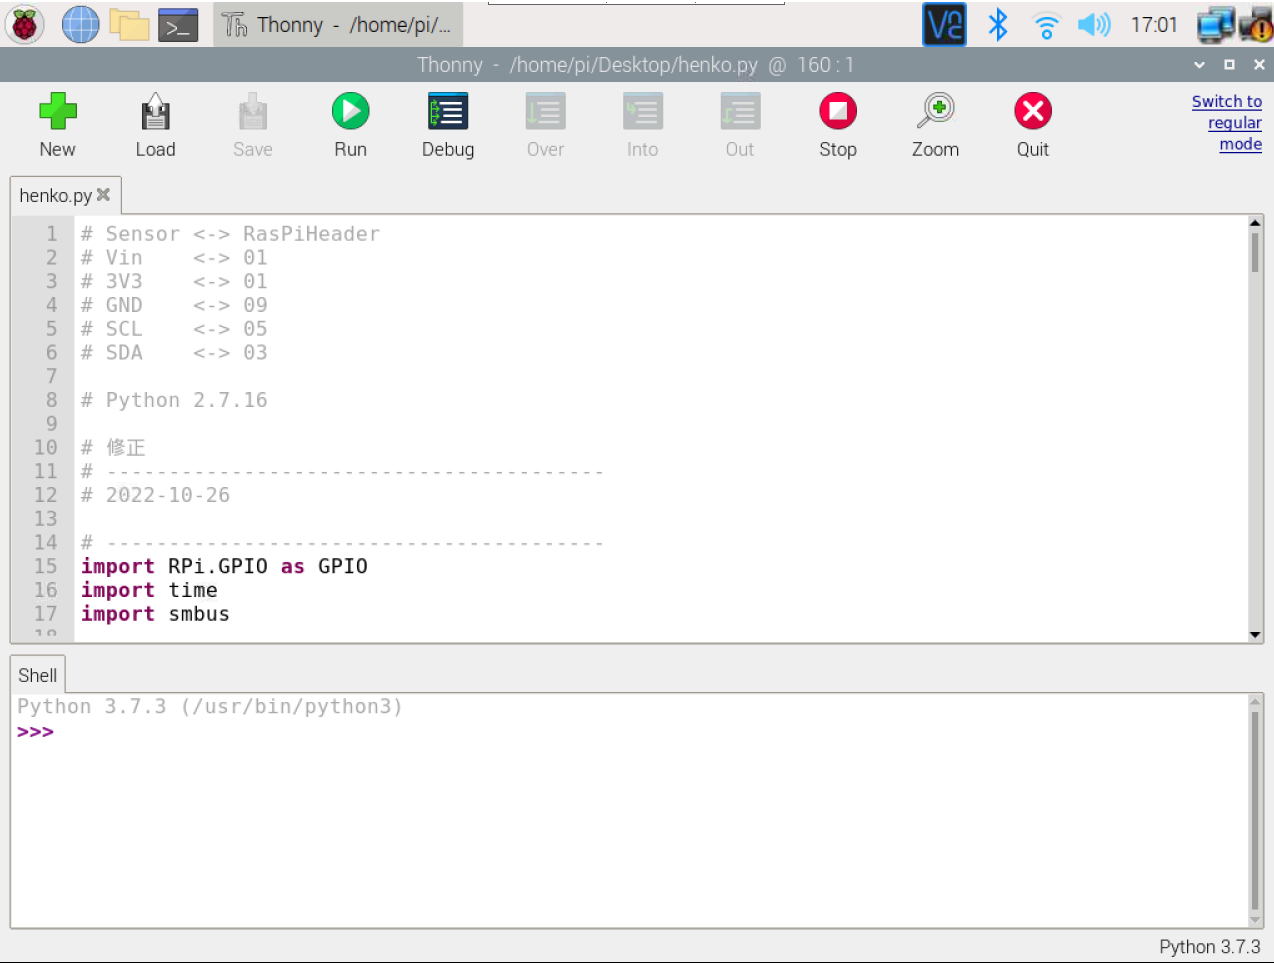 Thonny - /home/pi/...
17:01
Thonny - /home/pi/Desktop/henko.py @ 160 : 1
New Load Save Run Debug Over Into Out Stop Zoom Quit
Switch to
regular
mode
henko.py
1 # Sensor <-> RasPiHeader
2 # Vin    <-> 01
3 # 3V3    <-> 01
4 # GND    <-> 09
5 # SCL    <-> 05
6 # SDA    <-> 03
7
8 # Python 2.7.16
9
10 # 修正
11 # ----------------------------------------
12 # 2022-10-26
13
14 # ----------------------------------------
15 import RPi.GPIO as GPIO
16 import time
17 import smbus
18
Shell
Python 3.7.3 (/usr/bin/python3)
>>>
Python 3.7.3